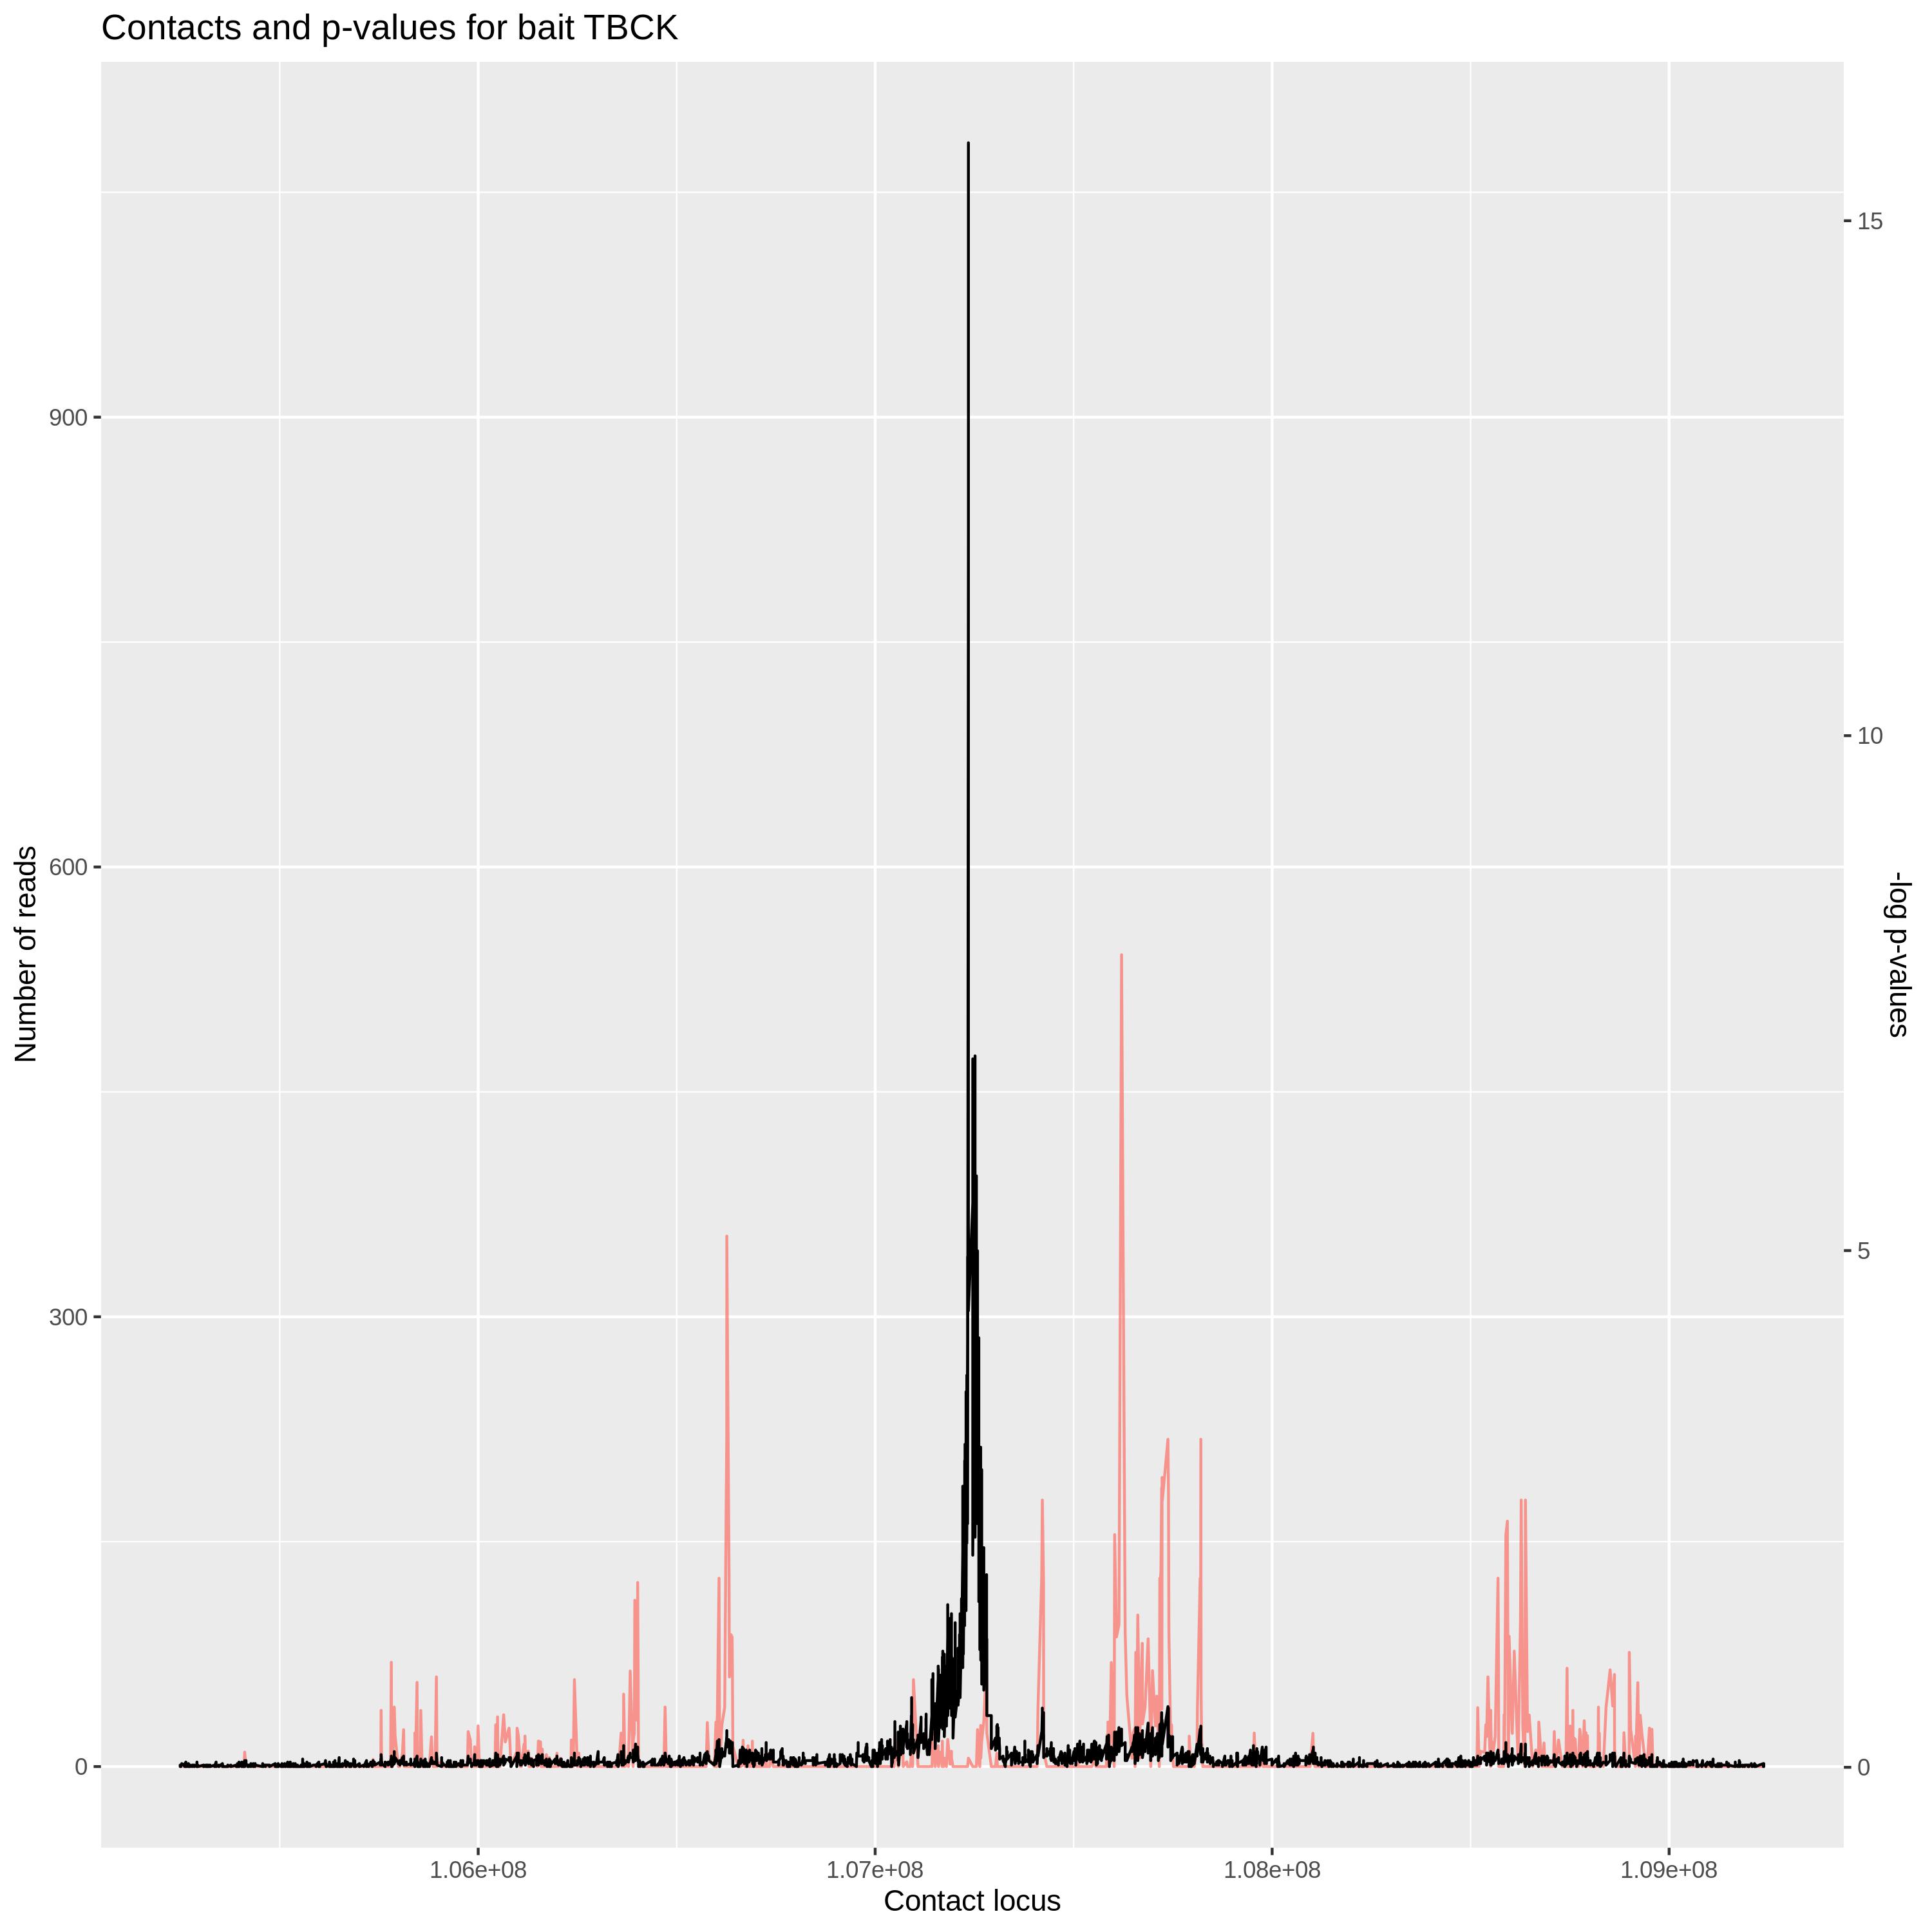 Contacts and p-values for bait TBCK
900
600
300
0
Number of reads
15
10
5
0
-log p-values
1.06e+08
1.07e+08
1.08e+08
1.09e+08
Contact locus